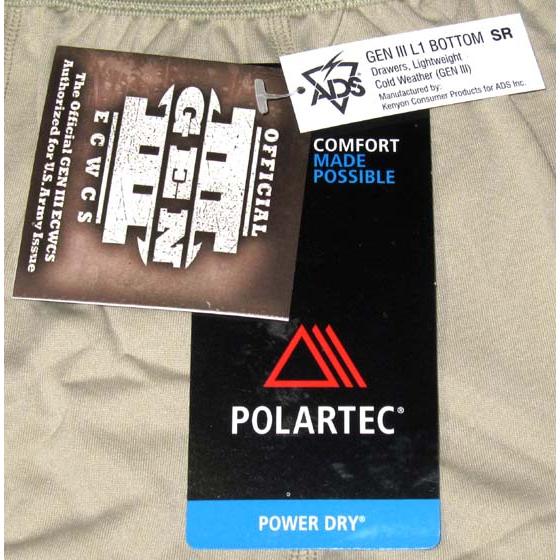 The Official GEN III ECWCS
Authorized for U.S. Army Issue
OFFICIAL
III
GEN
ECWCS
ADS
GEN III L1 BOTTOM SR
Drawers, Lightweight
Cold Weather (GEN III)
Manufactured by:
Kenyon Consumer Products for ADS Inc.
COMFORT
MADE
POSSIBLE
POLARTEC®
POWER DRY®